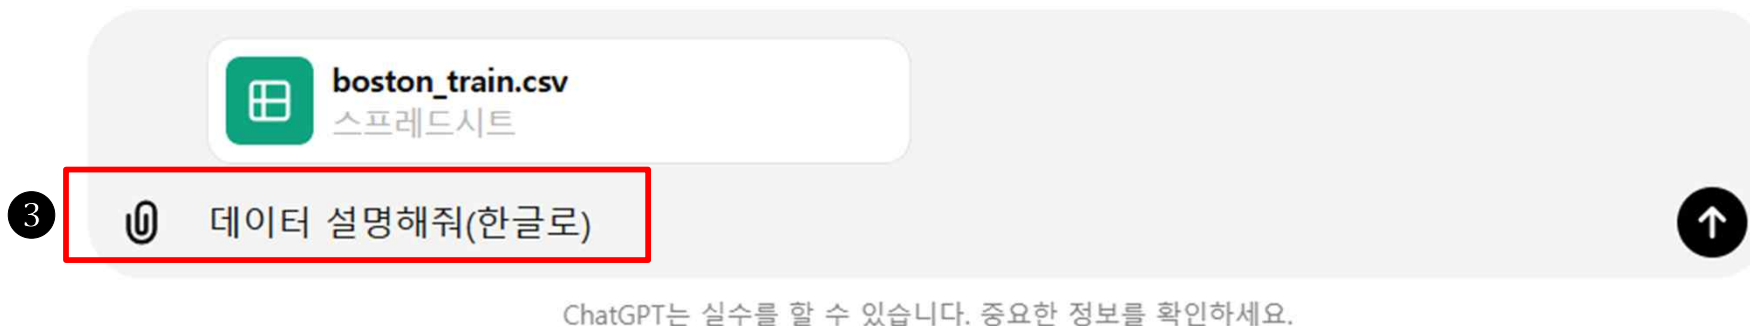 boston_train.csv
스프레드시트
3 데이터 설명해줘(한글로)
ChatGPT는 실수를 할 수 있습니다. 중요한 정보를 확인하세요.